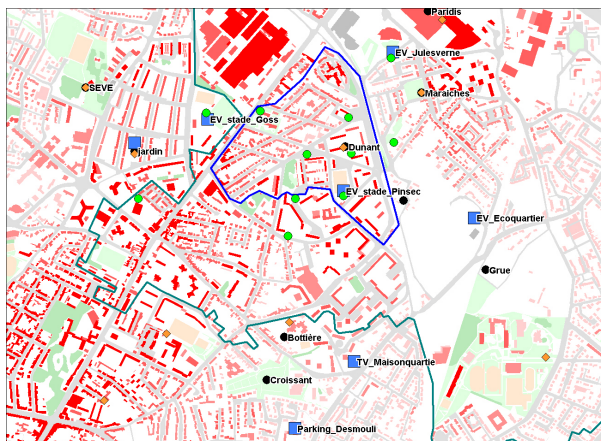 Paridis
EV_Julesverne
SEVE
Maraiches
EV_stade_Goss
Dunant
jardin
EV_stade_Pinsec
EV_Ecoquartier
Grue
Bottière
TV_Maisonquartie
Croissant
Parking_Desmouli